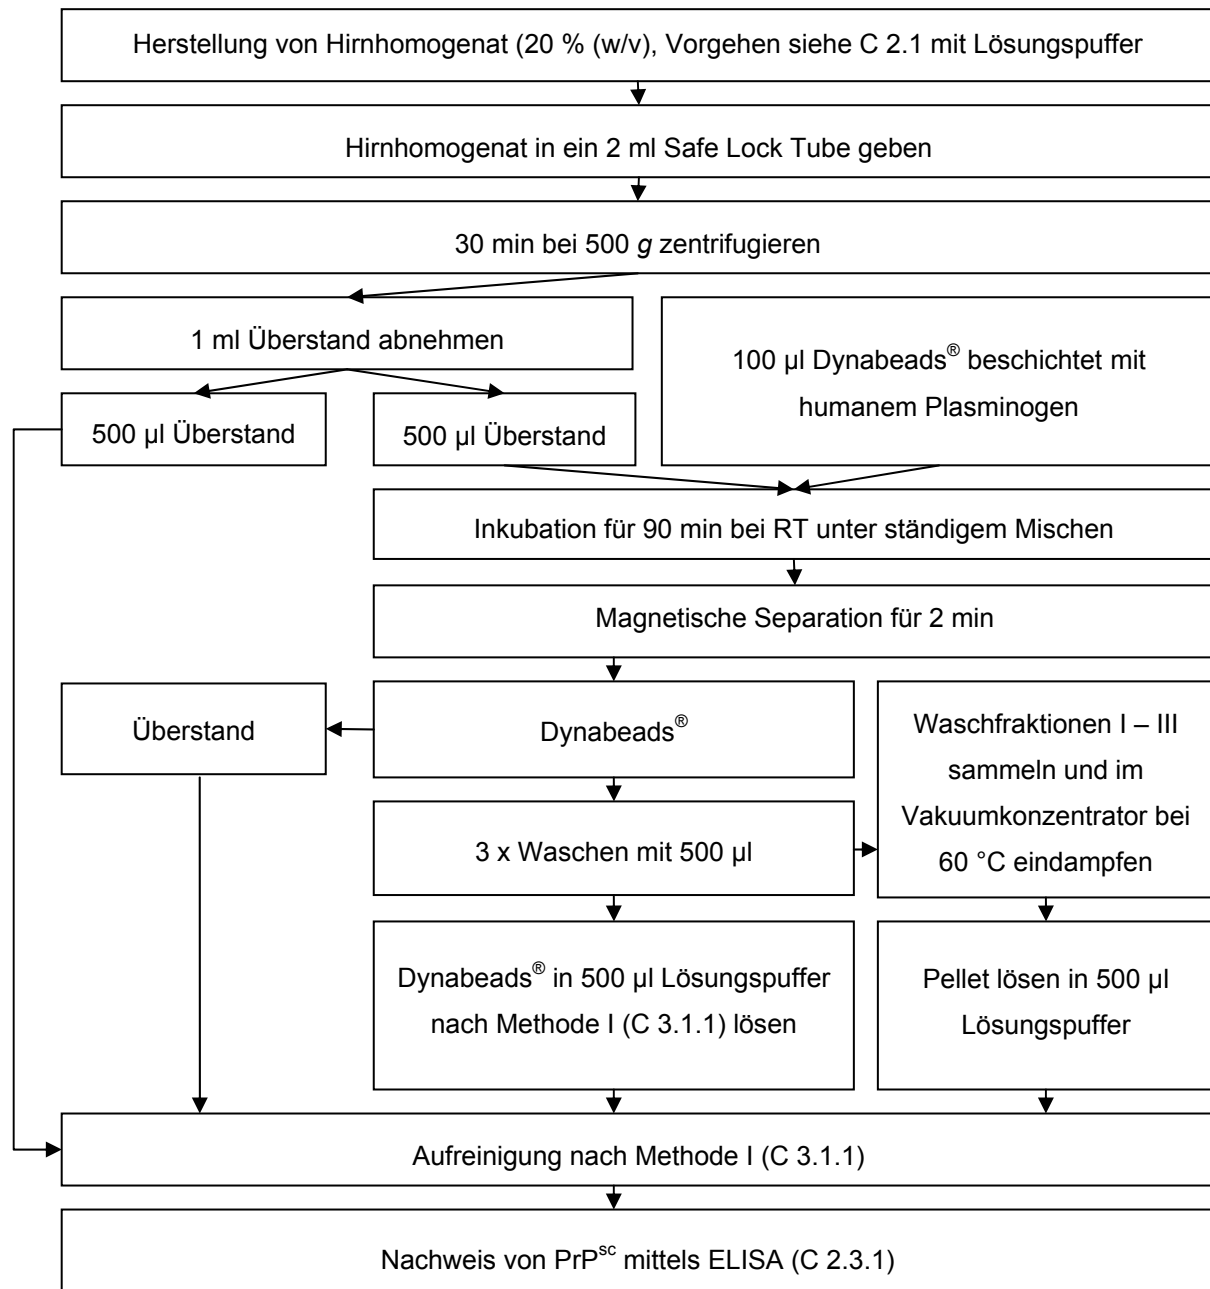 Herstellung von Hirnhomogenat (20 % (w/v), Vorgehen siehe C 2.1 mit Lösungspuffer
Hirnhomogenat in ein 2 ml Safe Lock Tube geben
30 min bei 500 g zentrifugieren
1 ml Überstand abnehmen
100 µl Dynabeads® beschichtet mit
humanem Plasminogen
500 µl Überstand
500 µl Überstand
Inkubation für 90 min bei RT unter ständigem Mischen
Magnetische Separation für 2 min
Überstand
Dynabeads®
Waschfraktionen I – III
sammeln und im
Vakuumkonzentrator bei
60 °C eindampfen
3 x Waschen mit 500 µl
Dynabeads® in 500 µl Lösungspuffer
nach Methode I (C 3.1.1) lösen
Pellet lösen in 500 µl
Lösungspuffer
Aufreinigung nach Methode I (C 3.1.1)
Nachweis von PrPsc mittels ELISA (C 2.3.1)